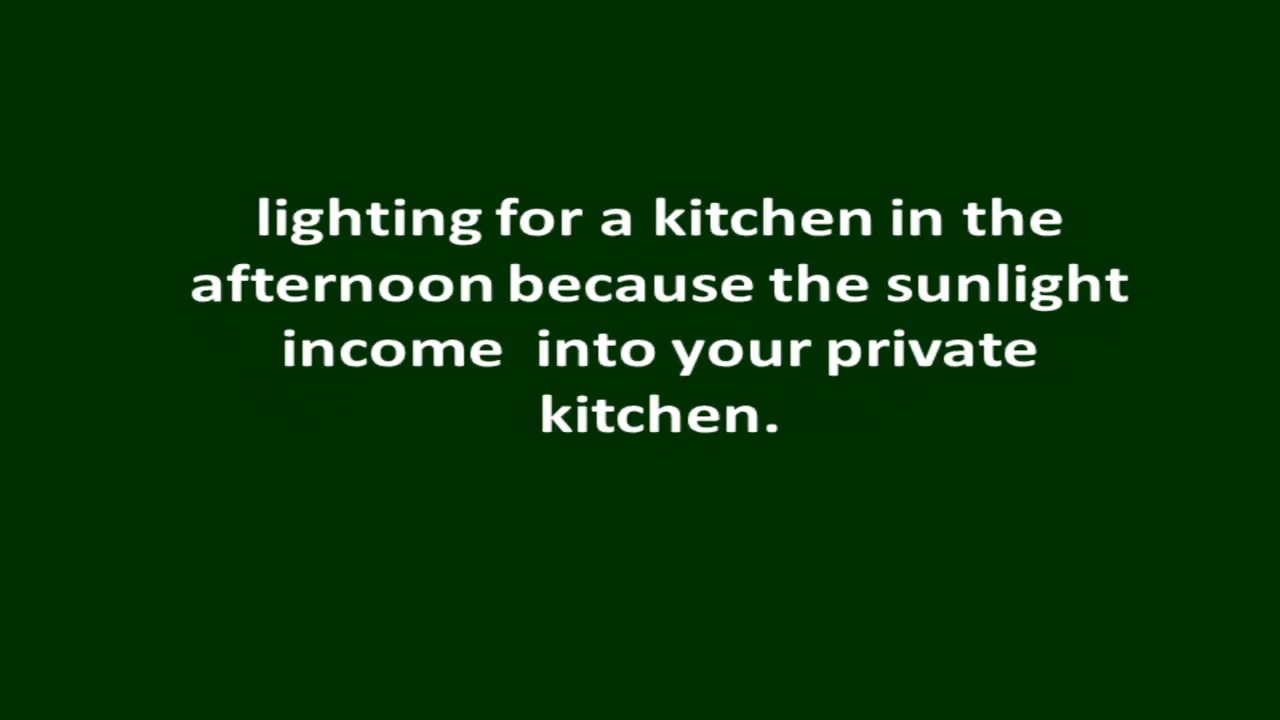 lighting for a kitchen in the
afternoon because the sunlight
income  into your private
kitchen.